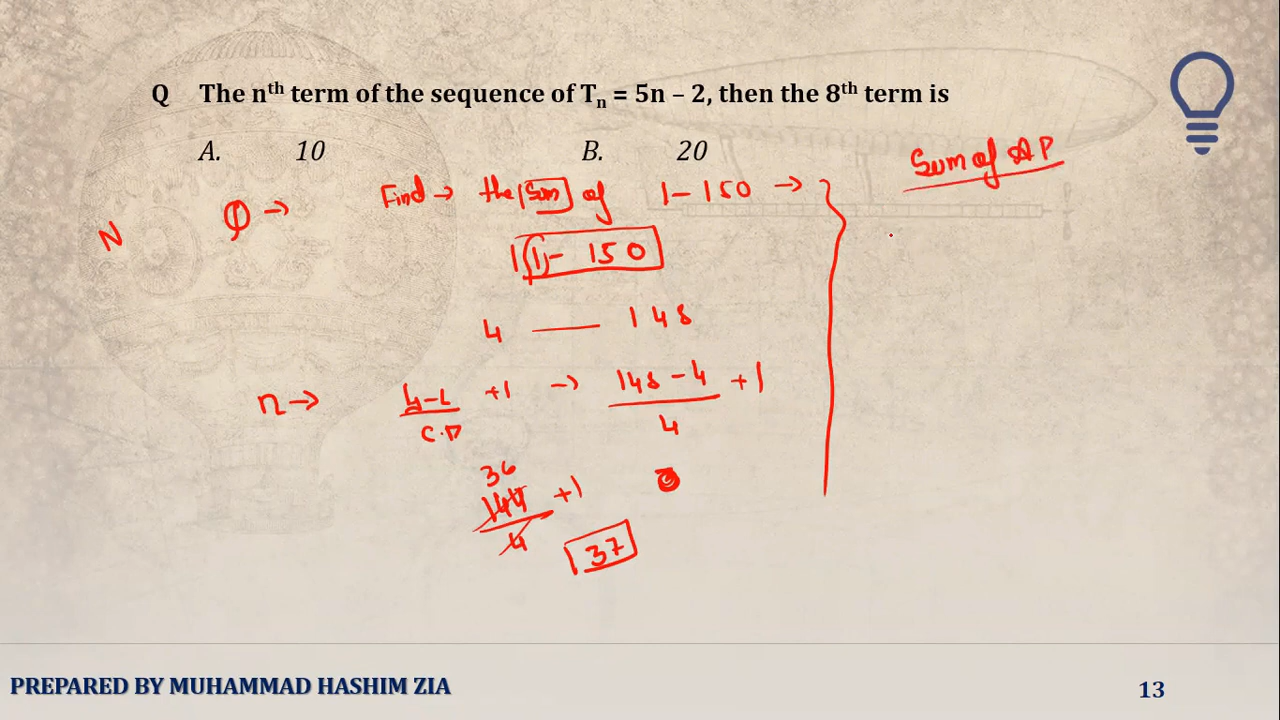 Q The nth term of the sequence of Tn = 5n – 2, then the 8th term is
A. 10 B. 20
Sum of AP
Find → the sum of 1 – 150 →
Q →
N
1 – 150
4 — 148
n → +1 → 148 – 4 +1
C.D 4
36
144 +1
4
37
PREPARED BY MUHAMMAD HASHIM ZIA
13